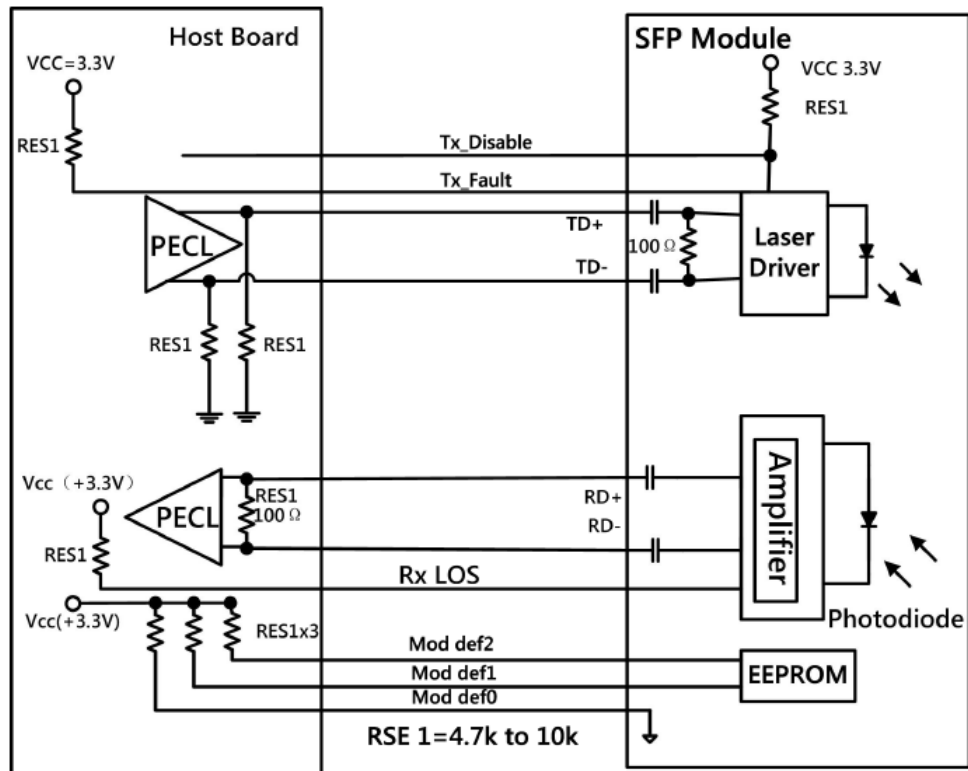 Host Board
SFP Module
VCC=3.3V
VCC 3.3V
RES1
RES1
Tx_Disable
Tx_Fault
PECL
TD+
100Ω
TD-
Laser
Driver
RES1
RES1
Vcc（+3.3V）
PECL
RES1
100Ω
RD+
RD-
Amplifier
RES1
Rx LOS
Vcc(+3.3V)
RES1x3
Photodiode
Mod def2
Mod def1
Mod def0
EEPROM
RSE 1=4.7k to 10k